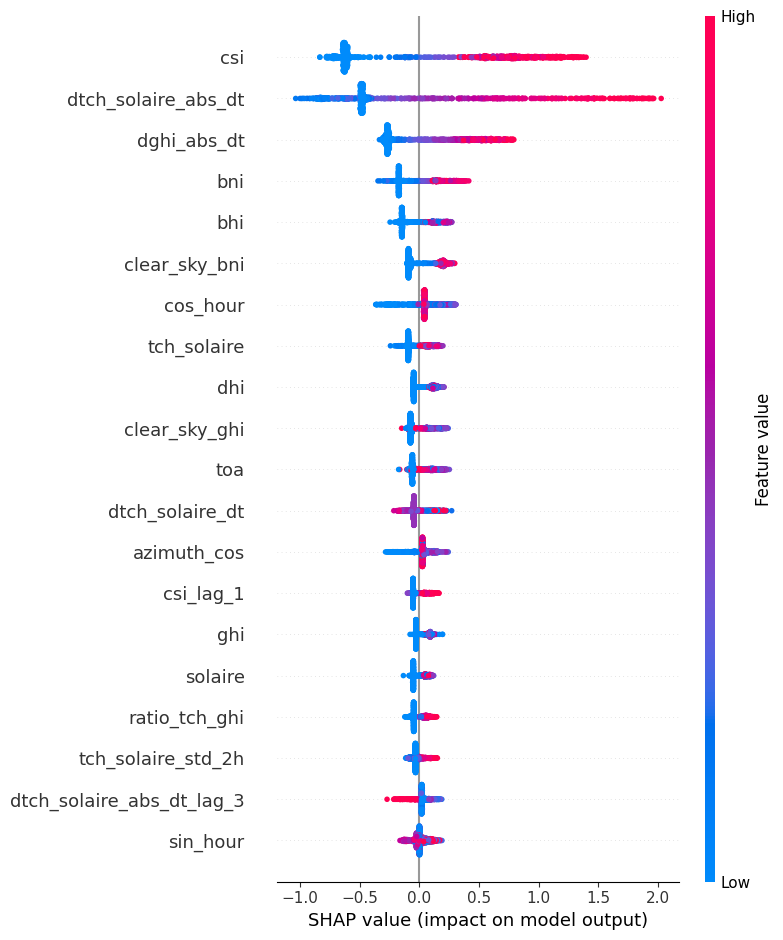 High
csi
dtch_solaire_abs_dt
dghi_abs_dt
bni
bhi
clear_sky_bni
cos_hour
tch_solaire
dhi
clear_sky_ghi
toa
dtch_solaire_dt
azimuth_cos
csi_lag_1
ghi
solaire
ratio_tch_ghi
tch_solaire_std_2h
dtch_solaire_abs_dt_lag_3
sin_hour
Feature value
Low
−1.0 −0.5 0.0 0.5 1.0 1.5 2.0
SHAP value (impact on model output)